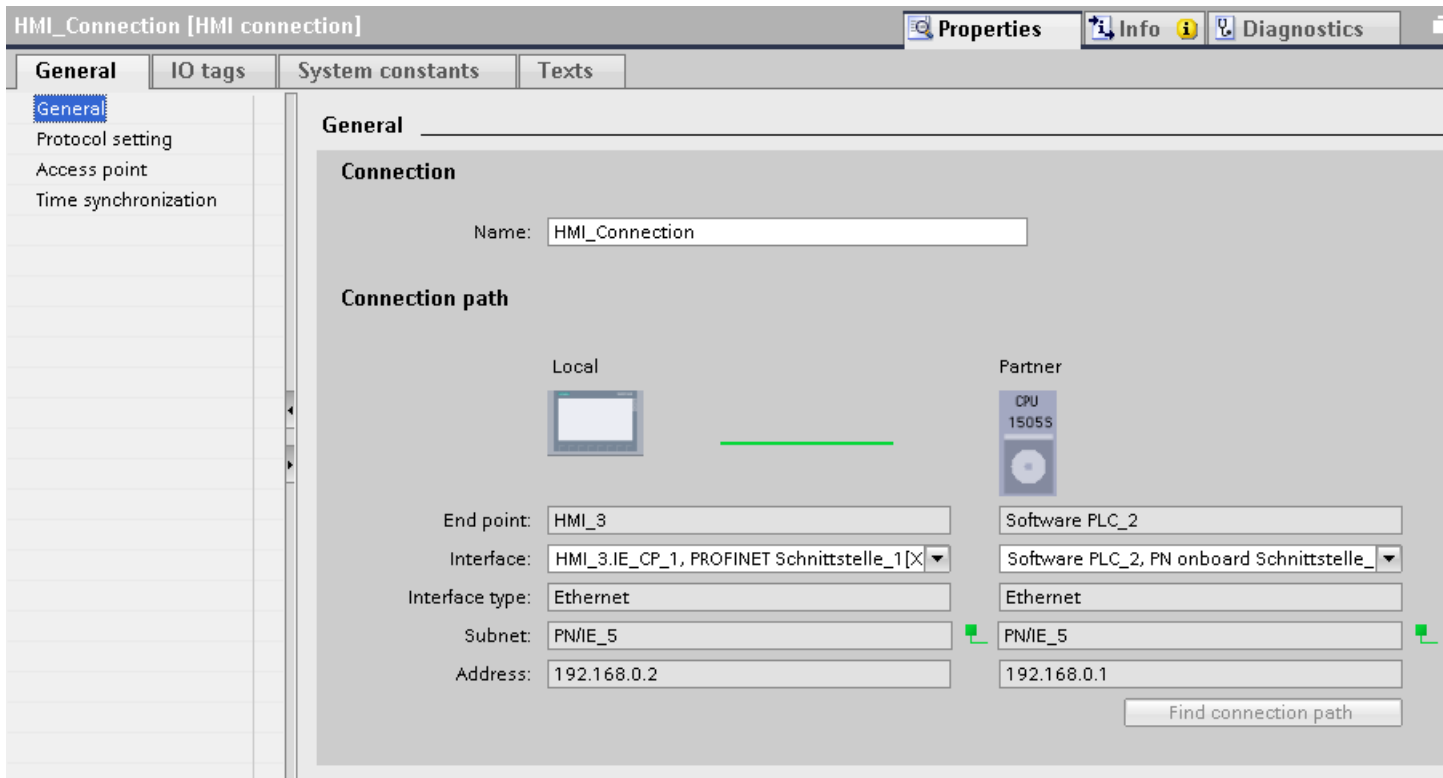 HMI_Connection [HMI connection]
Properties
Info
Diagnostics
General
IO tags
System constants
Texts
General
Protocol setting
Access point
Time synchronization
General
Connection
Name:
HMI_Connection
Connection path
Local
Partner
CPU
1505S
End point:
HMI_3
Software PLC_2
Interface:
HMI_3.IE_CP_1, PROFINET Schnittstelle_1[X
Software PLC_2, PN onboard Schnittstelle_
Interface type:
Ethernet
Ethernet
Subnet:
PN/IE_5
PN/IE_5
Address:
192.168.0.2
192.168.0.1
Find connection path